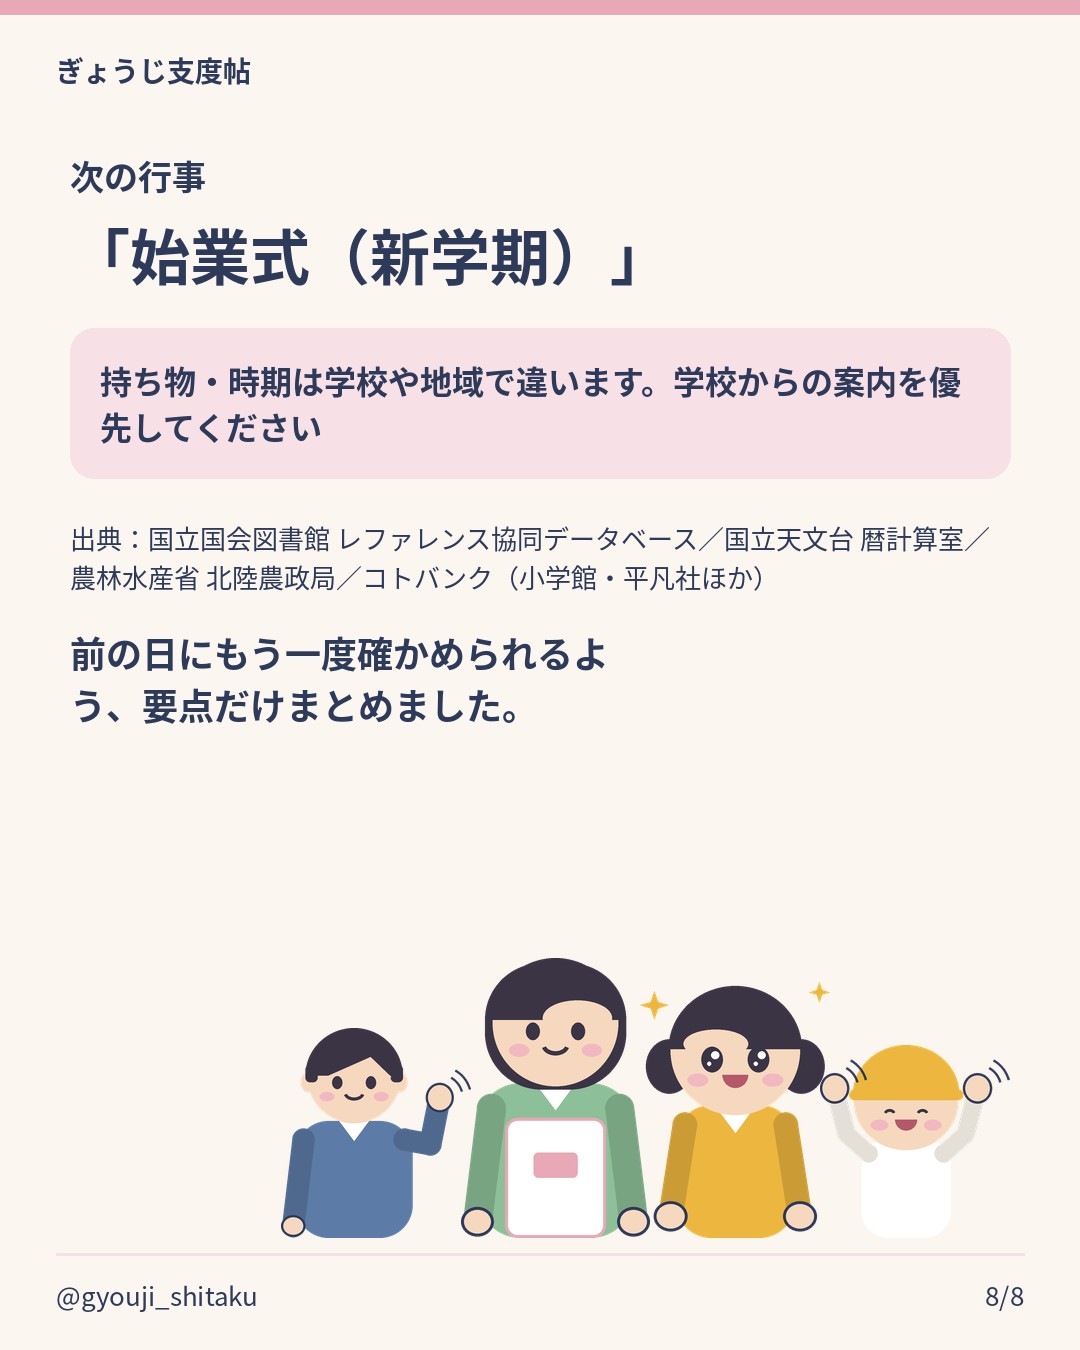 ぎょうじ支度帖
次の行事
「始業式（新学期）」
持ち物・時期は学校や地域で違います。学校からの案内を優
先してください
出典：国立国会図書館 レファレンス協同データベース／国立天文台 暦計算室／
農林水産省 北陸農政局／コトバンク（小学館・平凡社ほか）
前の日にもう一度確かめられるよ
う、要点だけまとめました。
@gyouji_shitaku
8/8